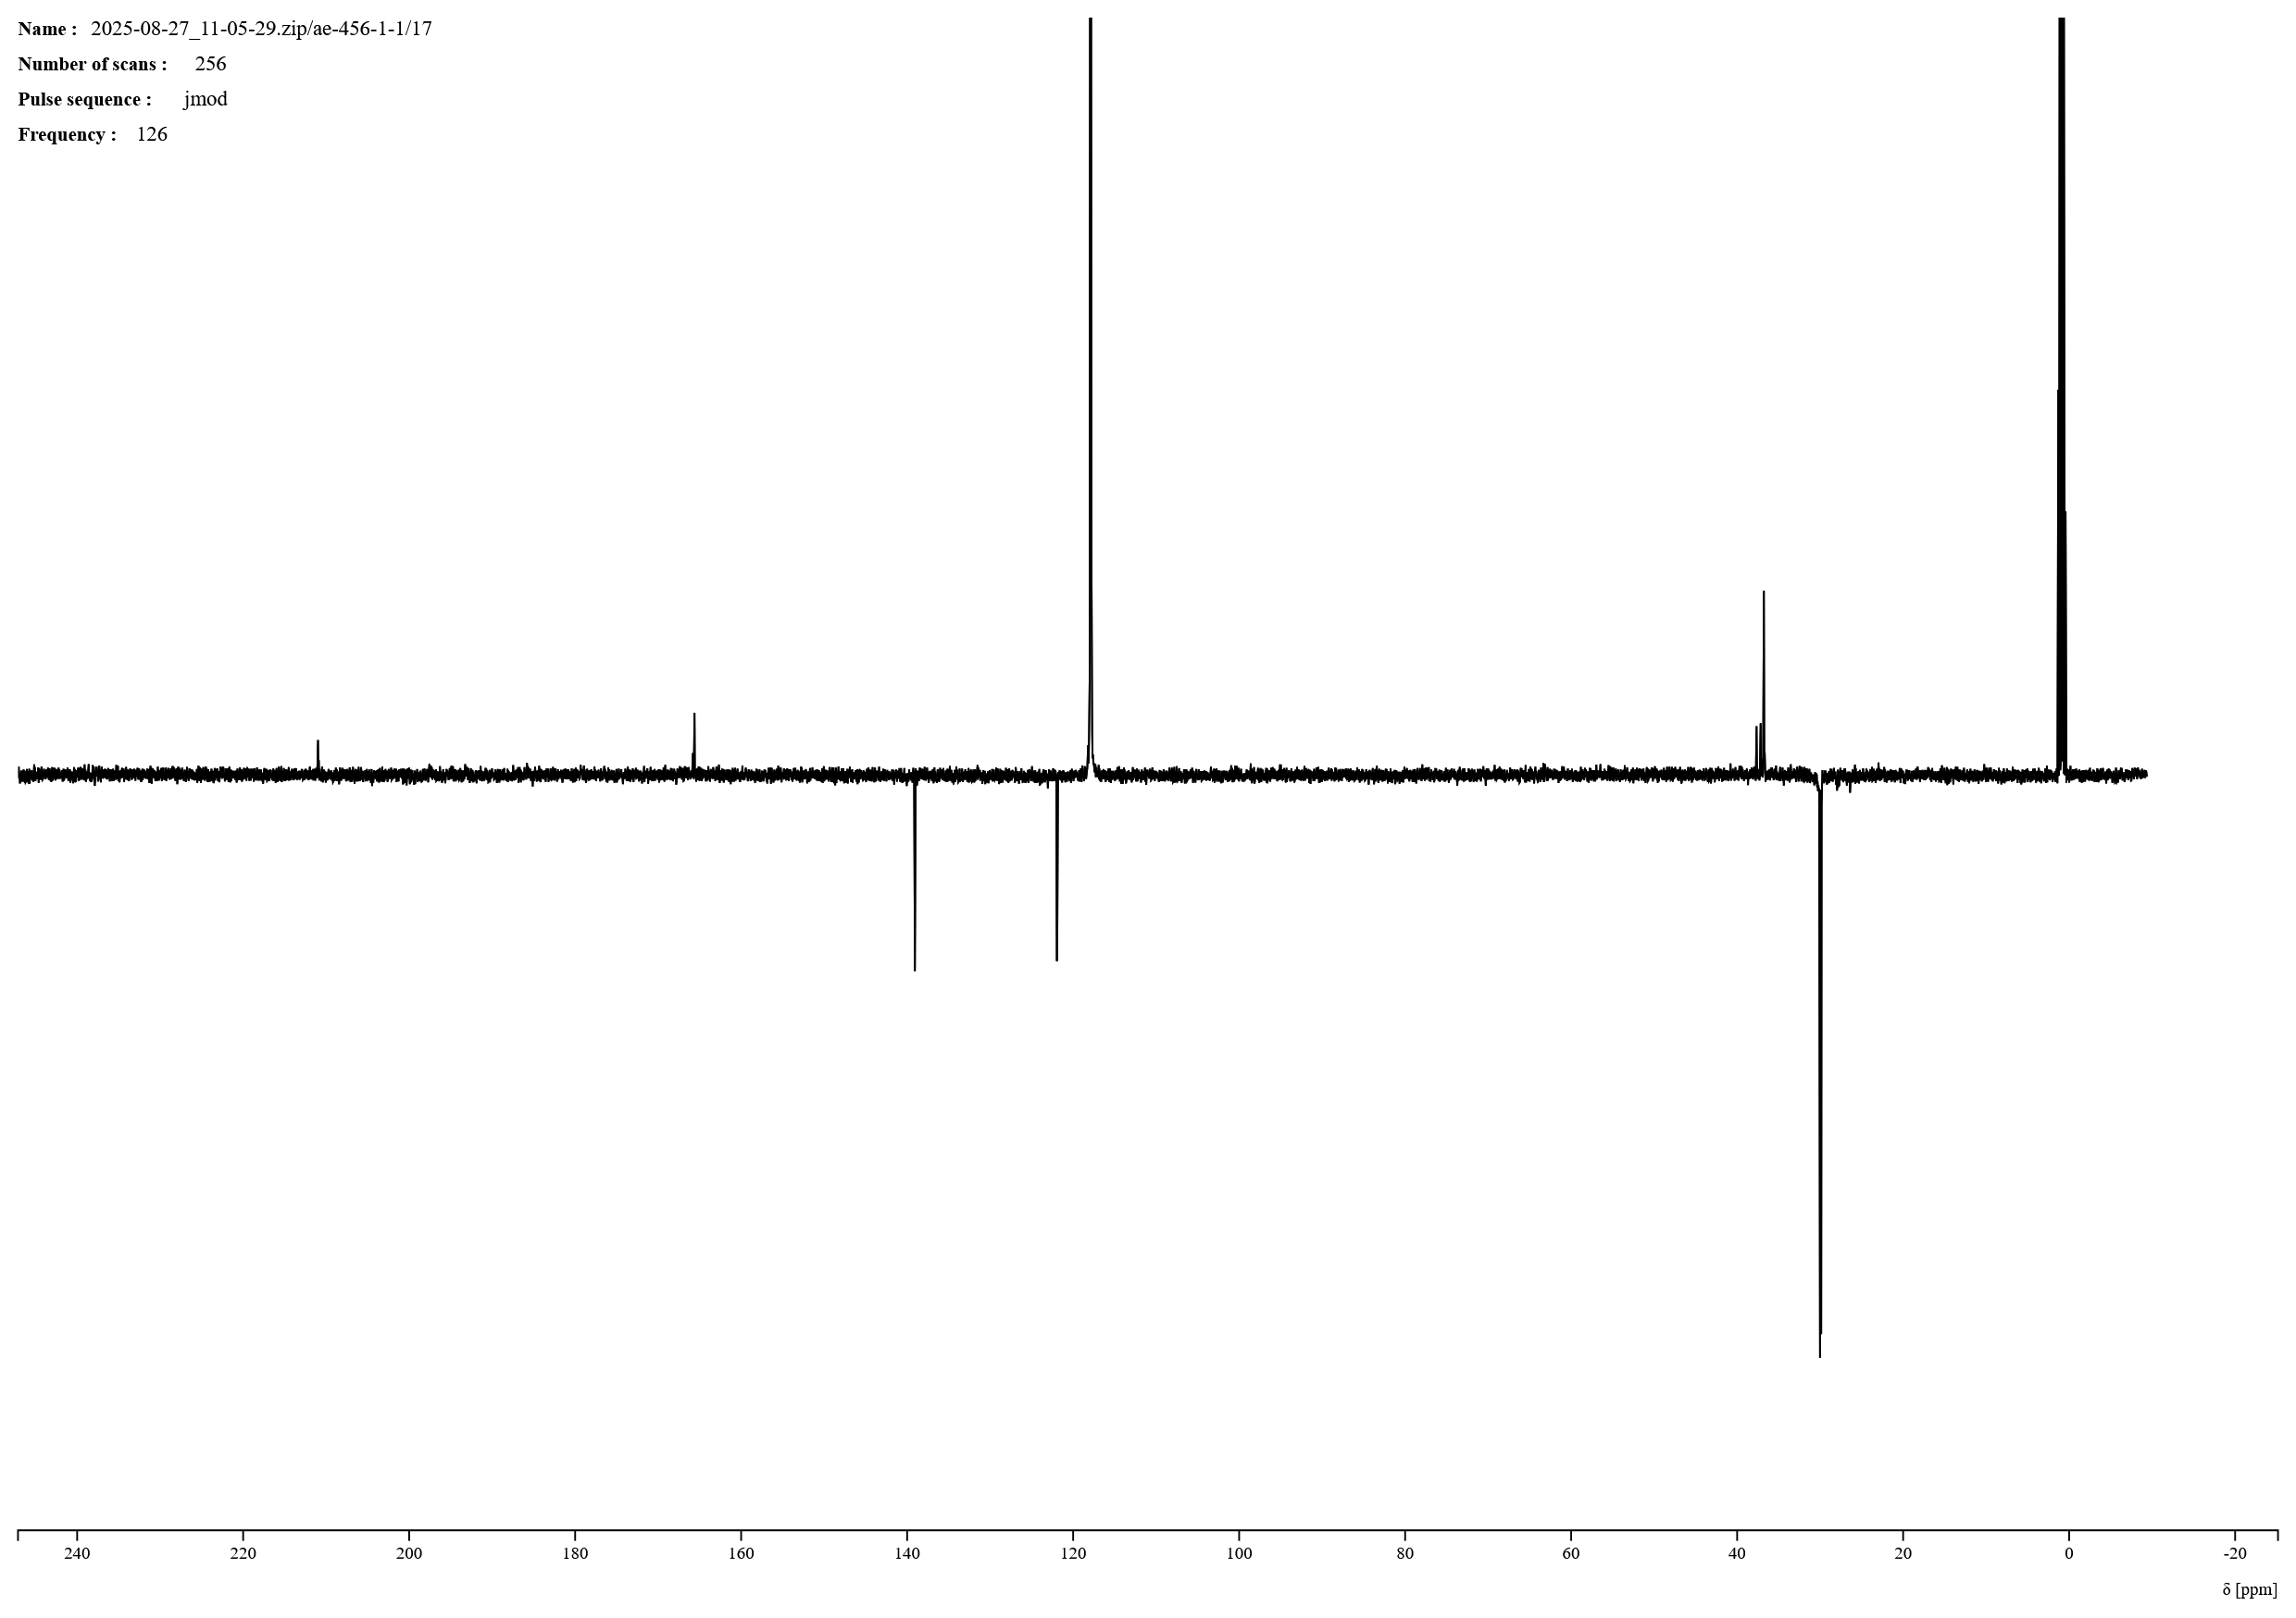 Name : 2025-08-27_11-05-29.zip/ae-456-1-1/17
Number of scans : 256
Pulse sequence : jmod
Frequency : 126
240 220 200 180 160 140 120 100 80 60 40 20 0 -20
δ [ppm]